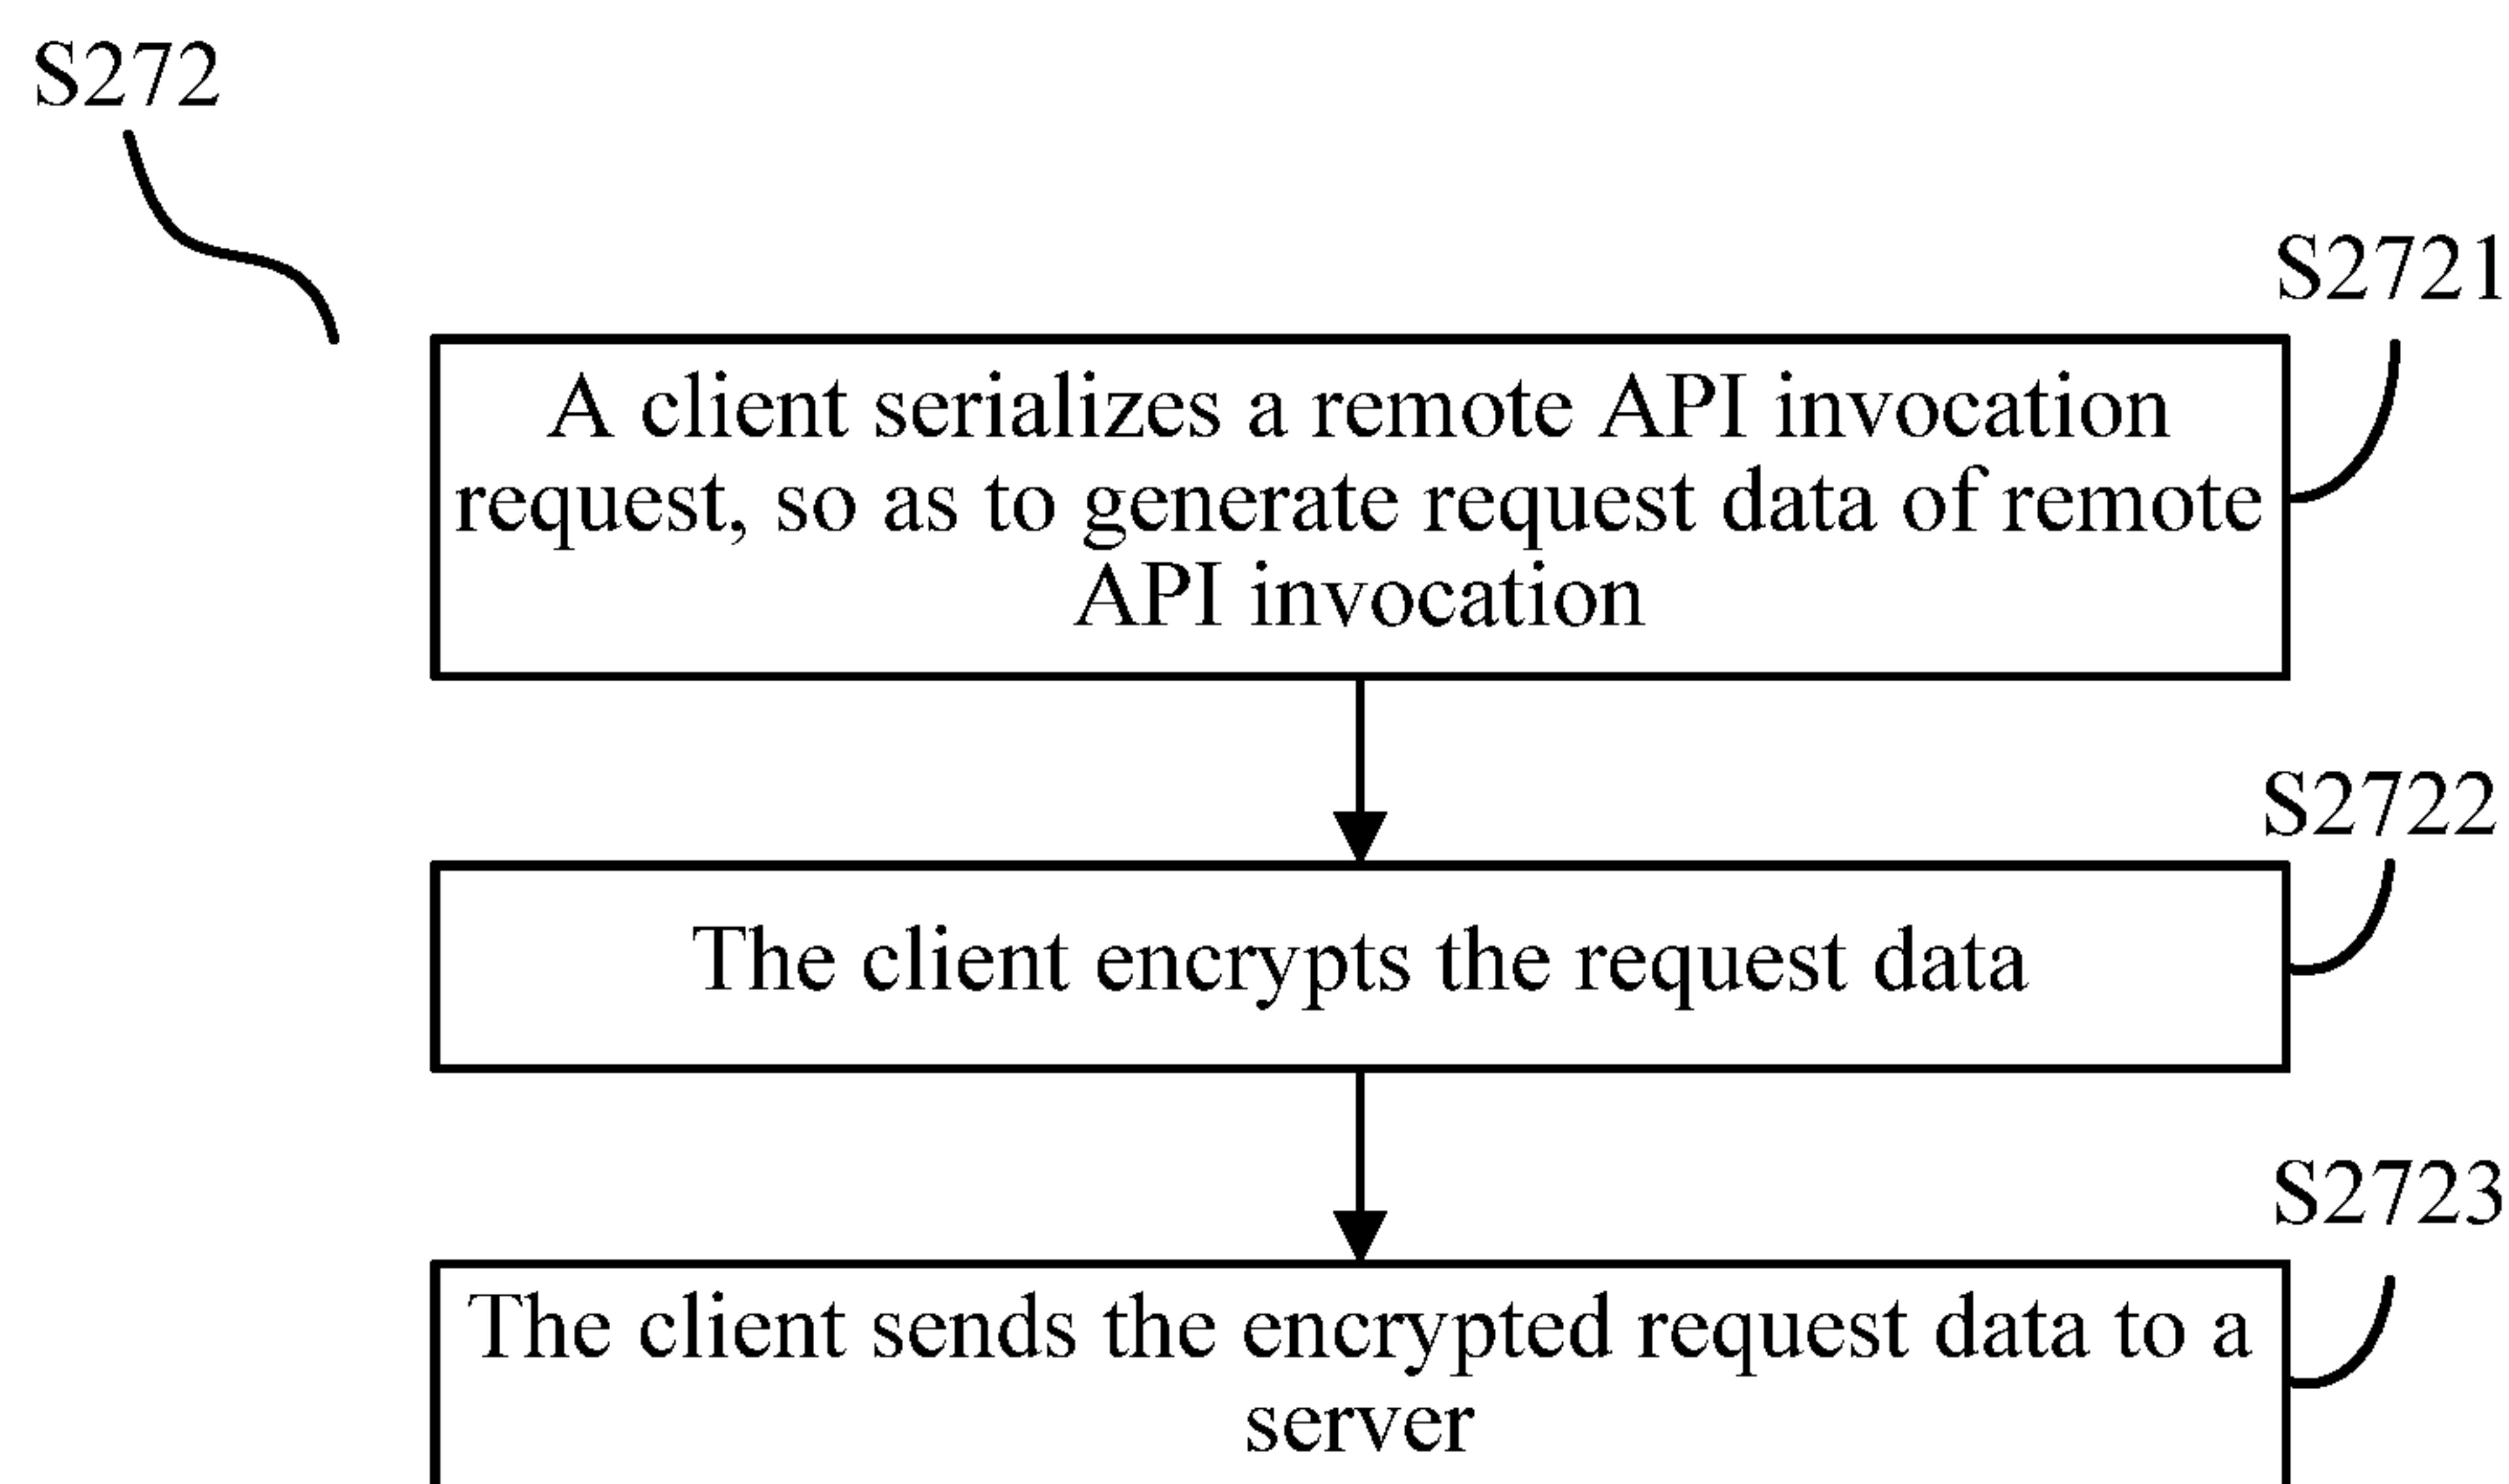 S272
S2721
A client serializes a remote API invocation
request, so as to generate request data of remote
API invocation
S2722
The client encrypts the request data
S2723
The client sends the encrypted request data to a
server